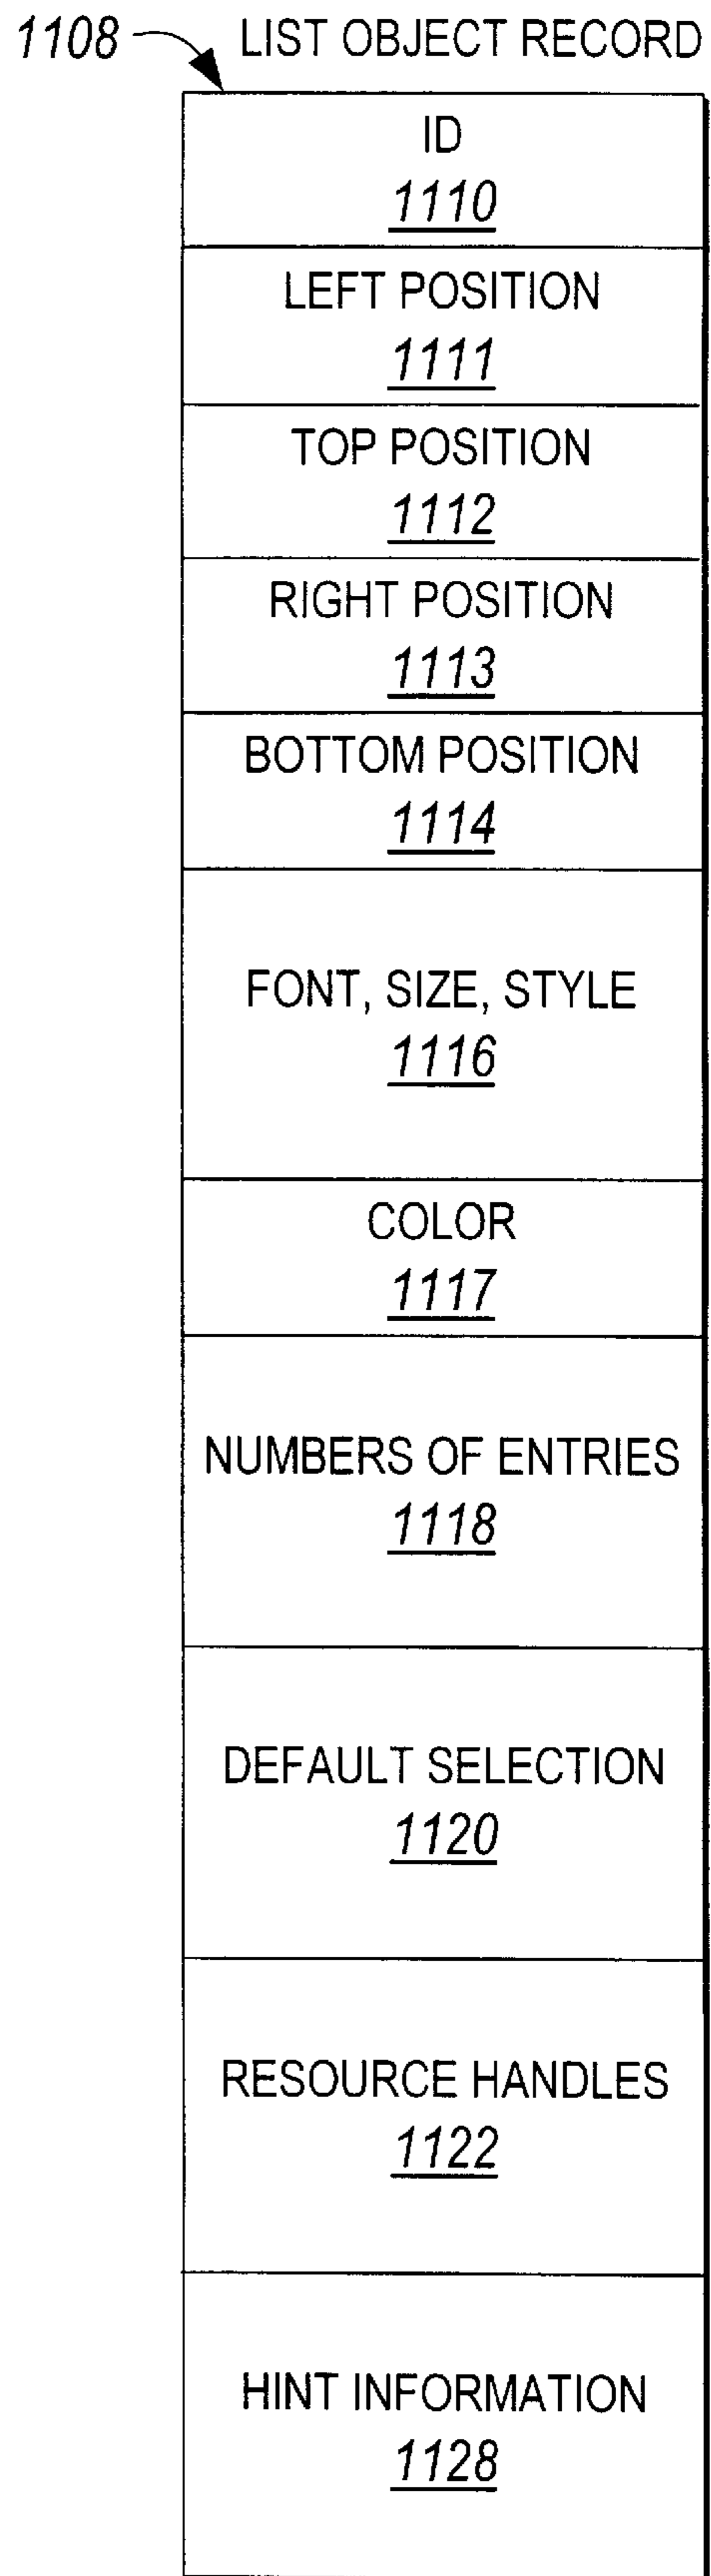 1108 LIST OBJECT RECORD
ID
1110
LEFT POSITION
1111
TOP POSITION
1112
RIGHT POSITION
1113
BOTTOM POSITION
1114
FONT, SIZE, STYLE
1116
COLOR
1117
NUMBERS OF ENTRIES
1118
DEFAULT SELECTION
1120
RESOURCE HANDLES
1122
HINT INFORMATION
1128